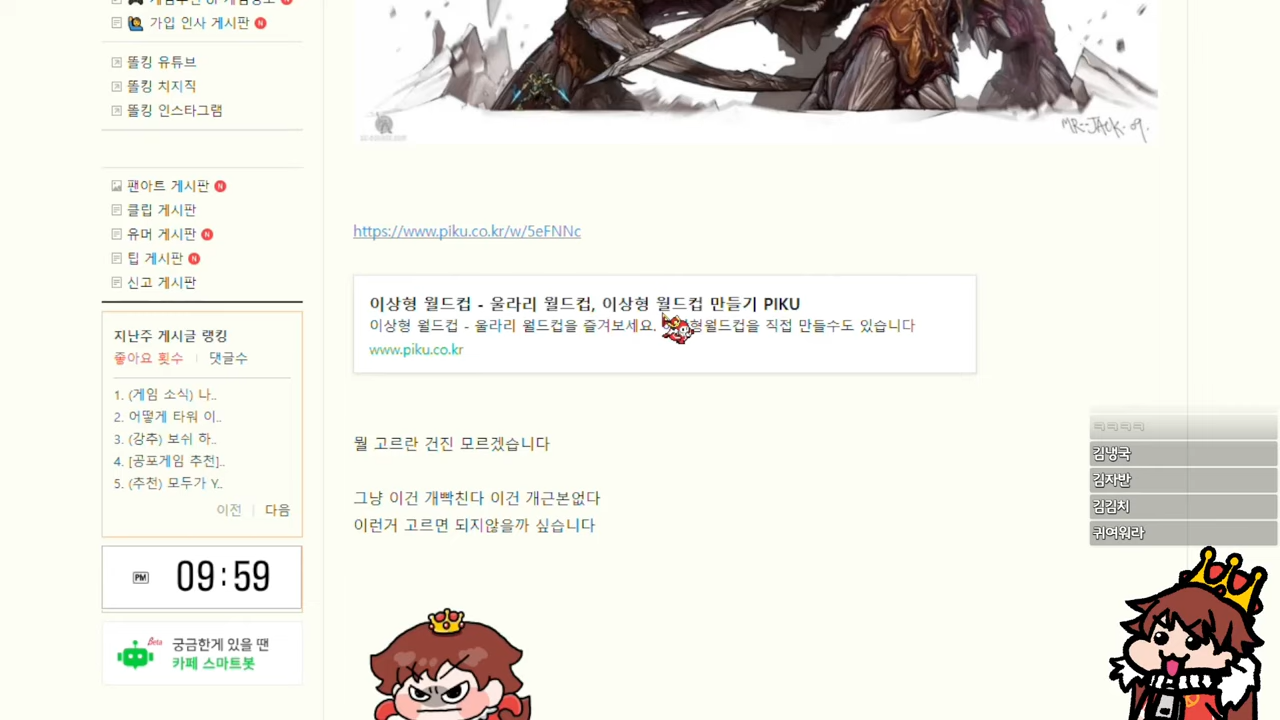 가입 인사 게시판 N
똘킹 유튜브
똘킹 치지직
똘킹 인스타그램
팬아트 게시판 N
클립 게시판
유머 게시판 N
팁 게시판 N
신고 게시판
지난주 게시글 랭킹
좋아요 횟수 댓글수
1. (게임 소식) 나..
2. 어떻게 타워 이..
3. (강추) 보쉬 하..
4. [공포게임 추천]..
5. (추천) 모두가 Y..
이전 다음
PM 09:59
Beta
궁금한게 있을 땐
카페 스마트봇
MR--JACK-09.
https://www.piku.co.kr/w/5eFNNc
이상형 월드컵 - 울라리 월드컵, 이상형 월드컵 만들기 PIKU
이상형 월드컵 - 울라리 월드컵을 즐겨보세요. 형월드컵을 직접 만들수도 있습니다
www.piku.co.kr
뭘 고르란 건진 모르겠습니다
그냥 이건 개빡친다 이건 개근본없다
이런거 고르면 되지않을까 싶습니다
ㅋㅋㅋㅋ
김냉국
김자반
김김치
귀여워라